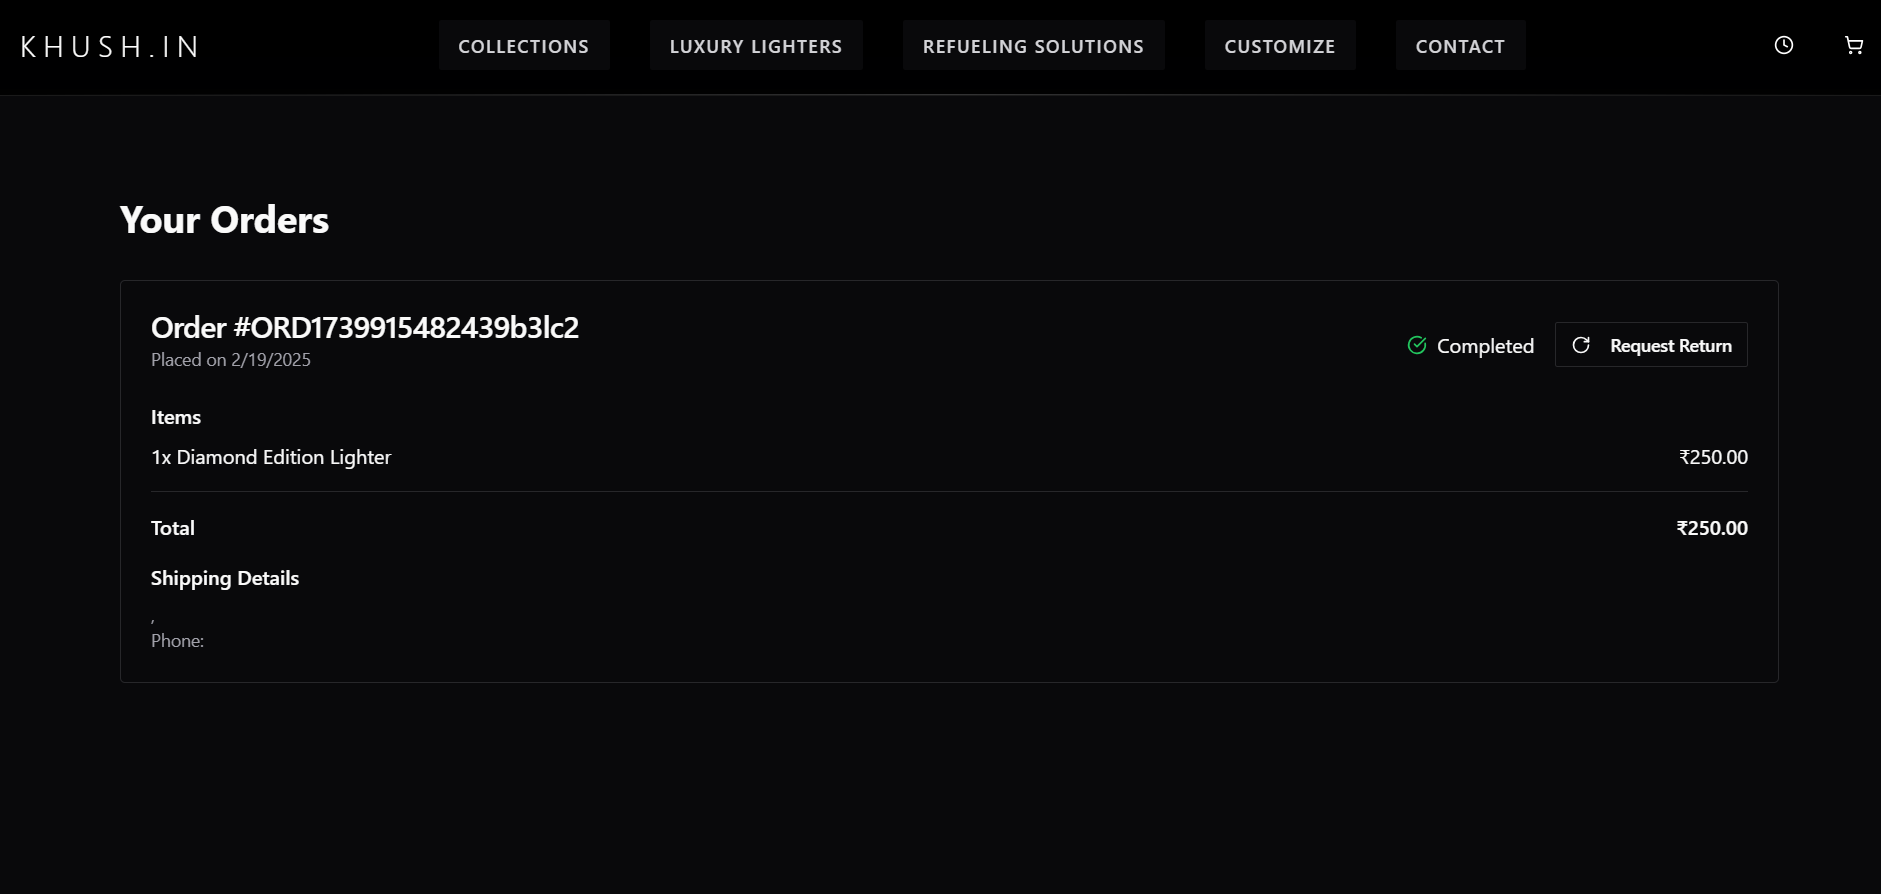 KHUSH.IN
COLLECTIONS
LUXURY LIGHTERS
REFUELING SOLUTIONS
CUSTOMIZE
CONTACT
Your Orders
Order #ORD1739915482439b3lc2
Placed on 2/19/2025
Completed
Request Return
Items
1x Diamond Edition Lighter ₹250.00
Total ₹250.00
Shipping Details
,
Phone: